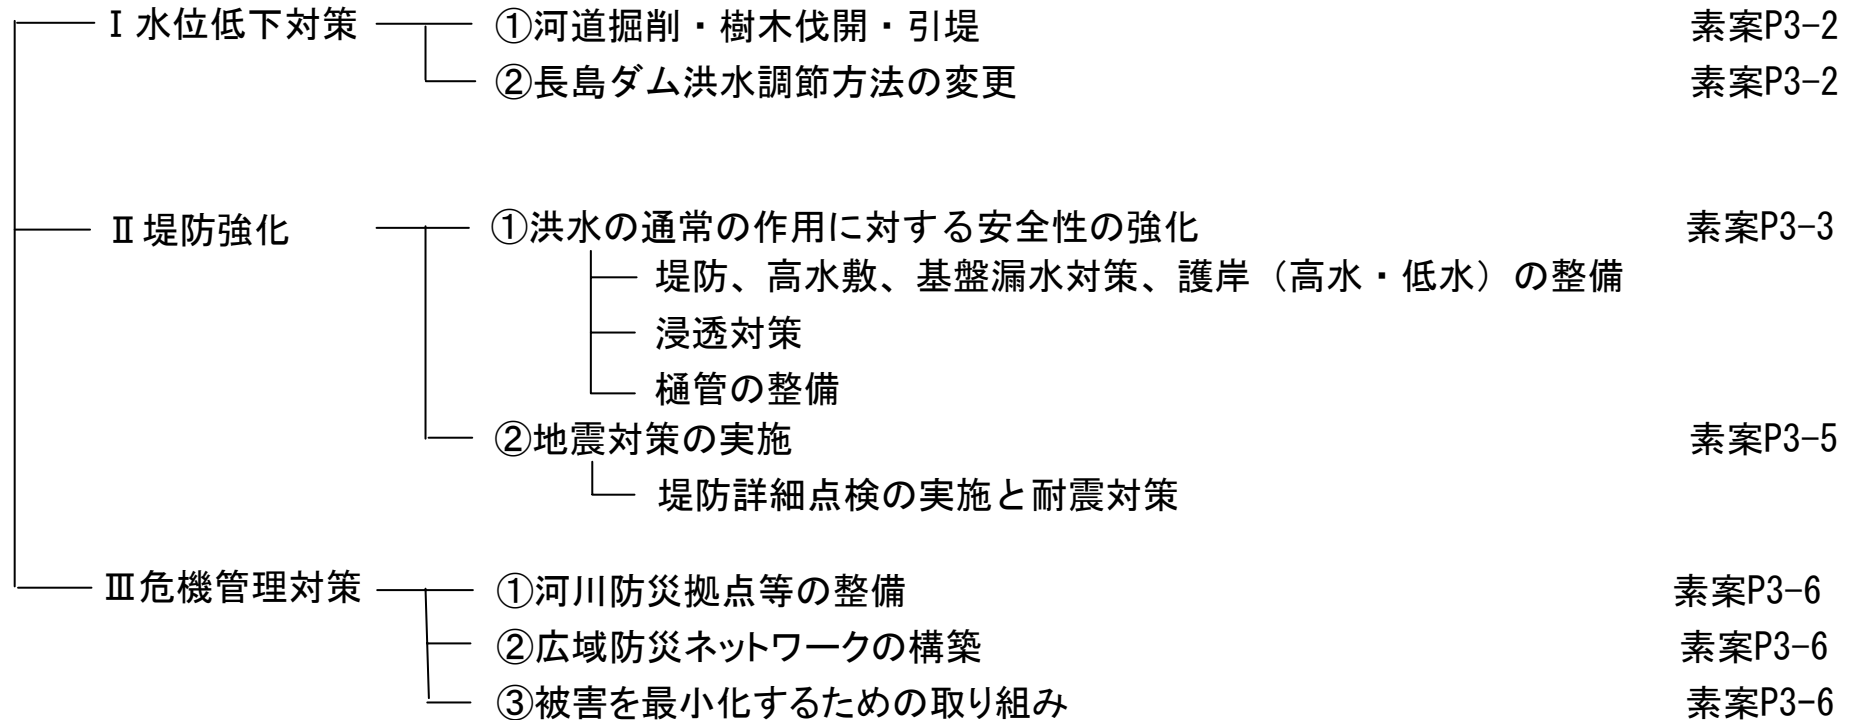 Ⅰ水位低下対策 ①河道掘削・樹木伐開・引堤 素案P3-2
②長島ダム洪水調節方法の変更 素案P3-2
Ⅱ堤防強化 ①洪水の通常の作用に対する安全性の強化 素案P3-3
堤防、高水敷、基盤漏水対策、護岸（高水・低水）の整備
浸透対策
樋管の整備
②地震対策の実施 素案P3-5
堤防詳細点検の実施と耐震対策
Ⅲ危機管理対策 ①河川防災拠点等の整備 素案P3-6
②広域防災ネットワークの構築 素案P3-6
③被害を最小化するための取り組み 素案P3-6